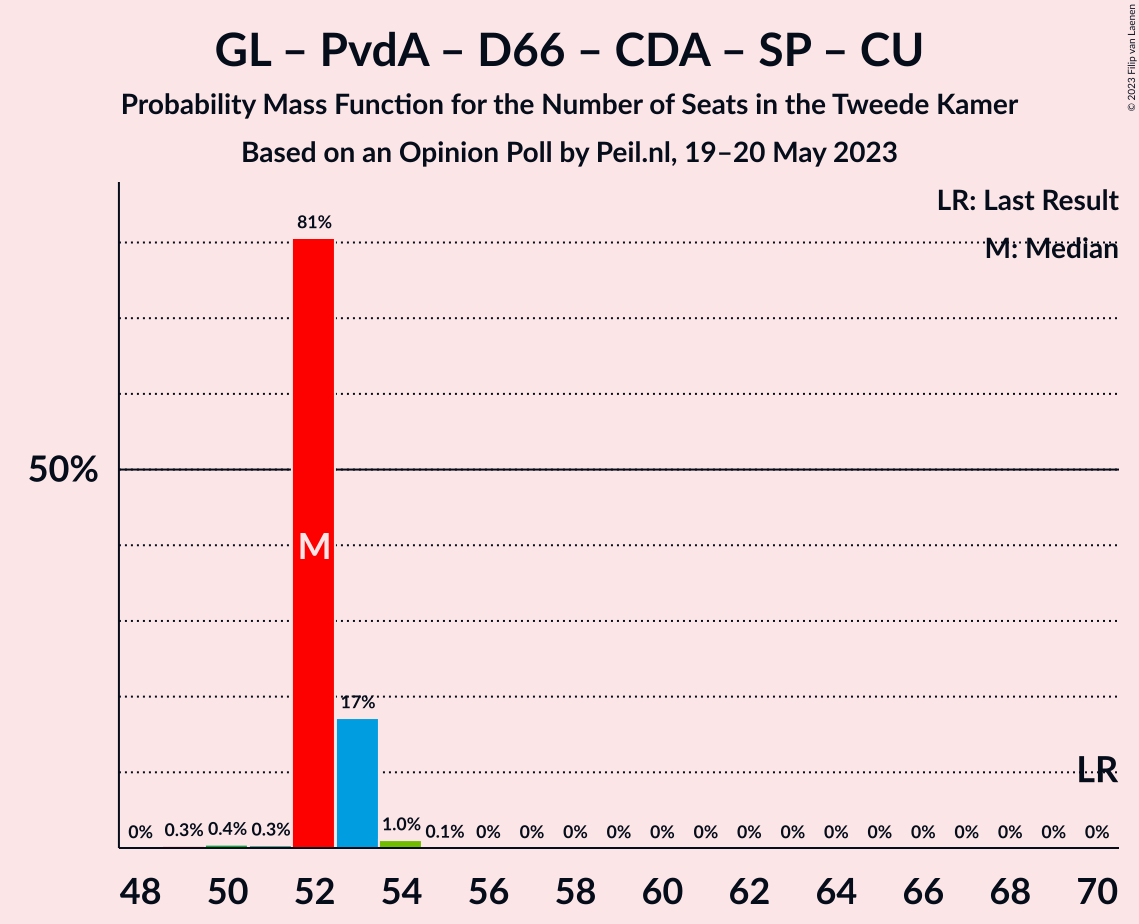 GL – PvdA – D66 – CDA – SP – CU
Probability Mass Function for the Number of Seats in the Tweede Kamer
Based on an Opinion Poll by Peil.nl, 19–20 May 2023
© 2023 Filip van Laenen
LR: Last Result
M: Median
50%
81%
M
17%
LR
0% 0.3% 0.4% 0.3% 1.0% 0.1% 0% 0% 0% 0% 0% 0% 0% 0% 0% 0% 0% 0% 0% 0% 0%
48 50 52 54 56 58 60 62 64 66 68 70